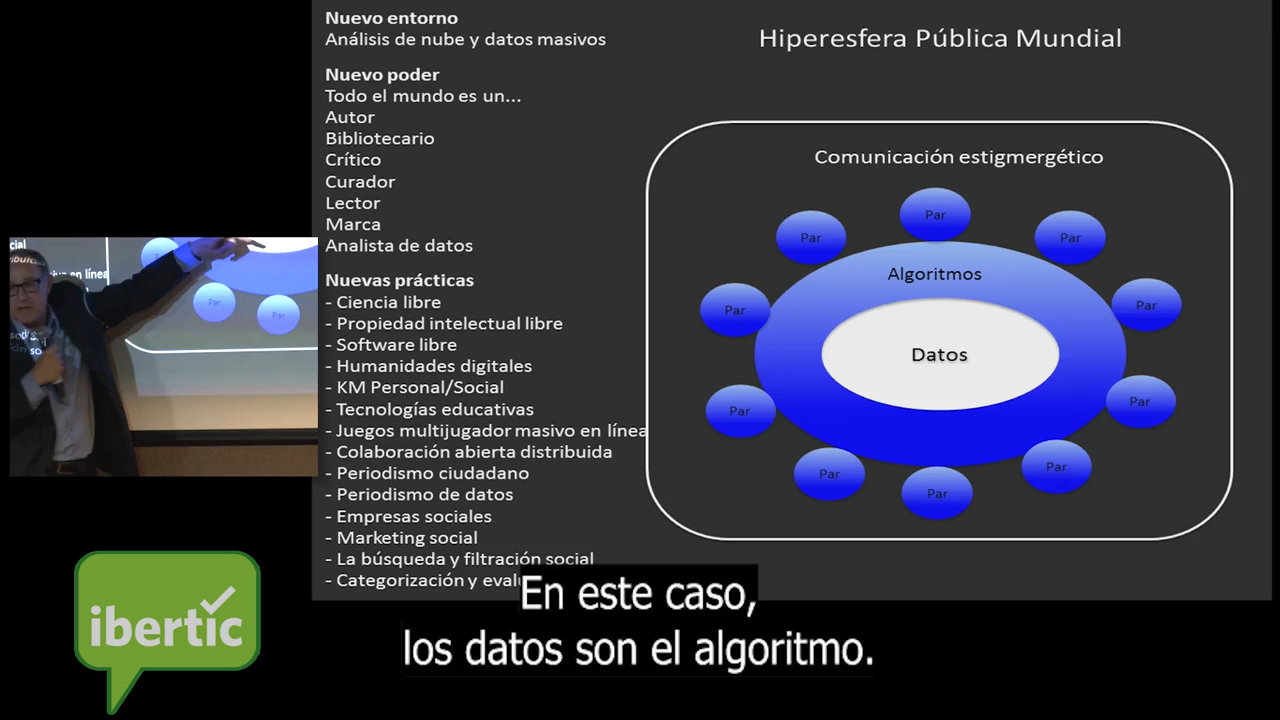 Nuevo entorno
Análisis de nube y datos masivos
Nuevo poder
Todo el mundo es un...
Autor
Bibliotecario
Crítico
Curador
Lector
Marca
Analista de datos
Nuevas prácticas
- Ciencia libre
- Propiedad intelectual libre
- Software libre
- Humanidades digitales
- KM Personal/Social
- Tecnologías educativas
- Juegos multijugador masivo en línea
- Colaboración abierta distribuida
- Periodismo ciudadano
- Periodismo de datos
- Empresas sociales
- Marketing social
- La búsqueda y filtración social
- Categorización y
Hiperesfera Pública Mundial
Comunicación estigmergético
Par
Par
Par
Par
Par
Algoritmos
Datos
Par
Par
Par
Par
Par
en línea
Par
Par
ibertic
En este caso,
los datos son el algoritmo.